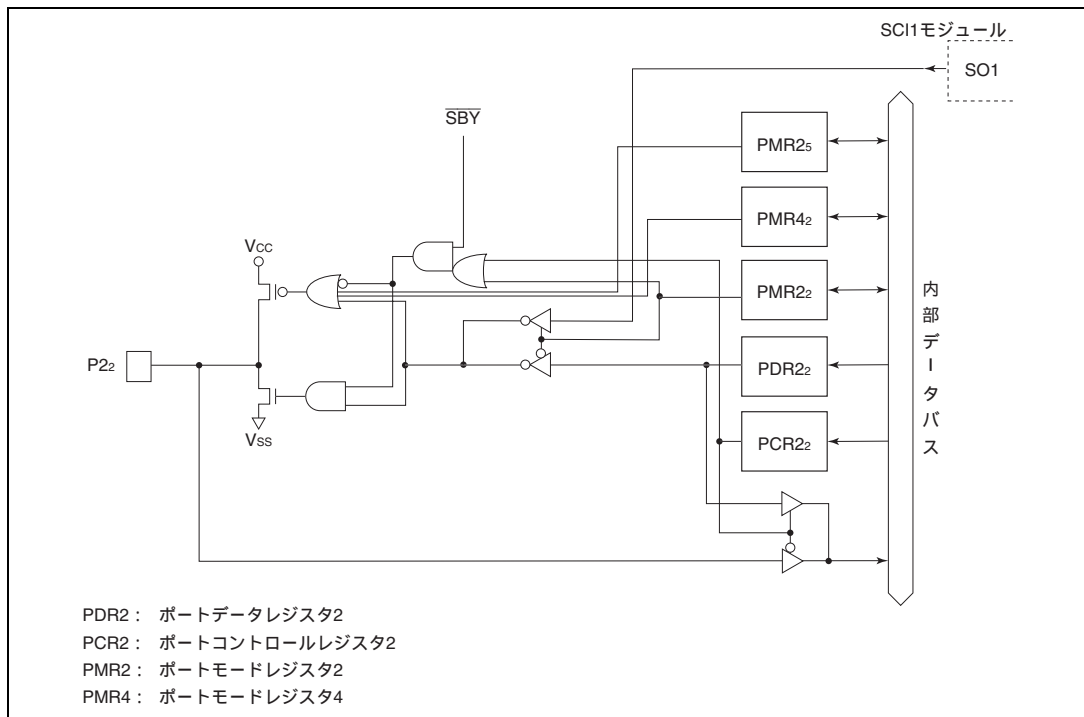 SCI1モジュール
SO1
SBY
PMR25
PMR42
VCC
PMR22
内部データバス
PDR22
P22
VSS
PCR22
PDR2： ポートデータレジスタ2
PCR2： ポートコントロールレジスタ2
PMR2： ポートモードレジスタ2
PMR4： ポートモードレジスタ4